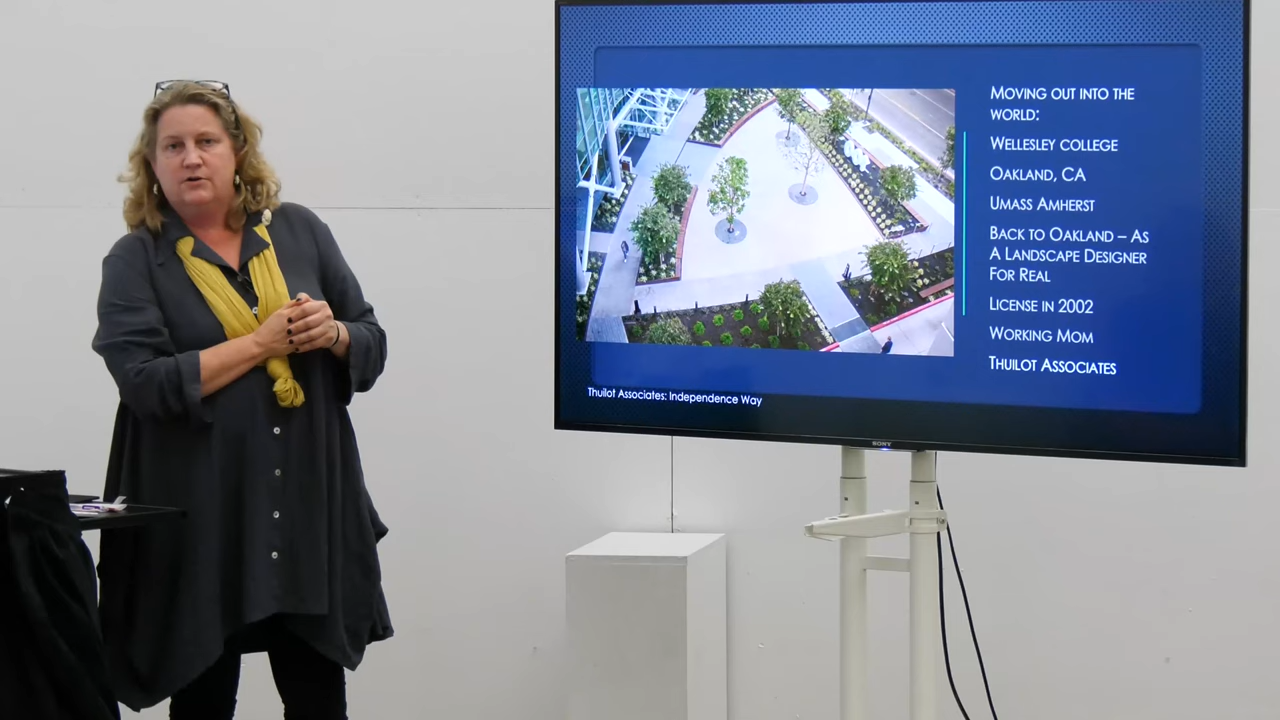 Moving out into the
world:
Wellesley college
Oakland, CA
Umass Amherst
Back to Oakland – As
A Landscape Designer
For Real
License in 2002
Working Mom
Thuilot Associates
Thuilot Associates: Independence Way
SONY